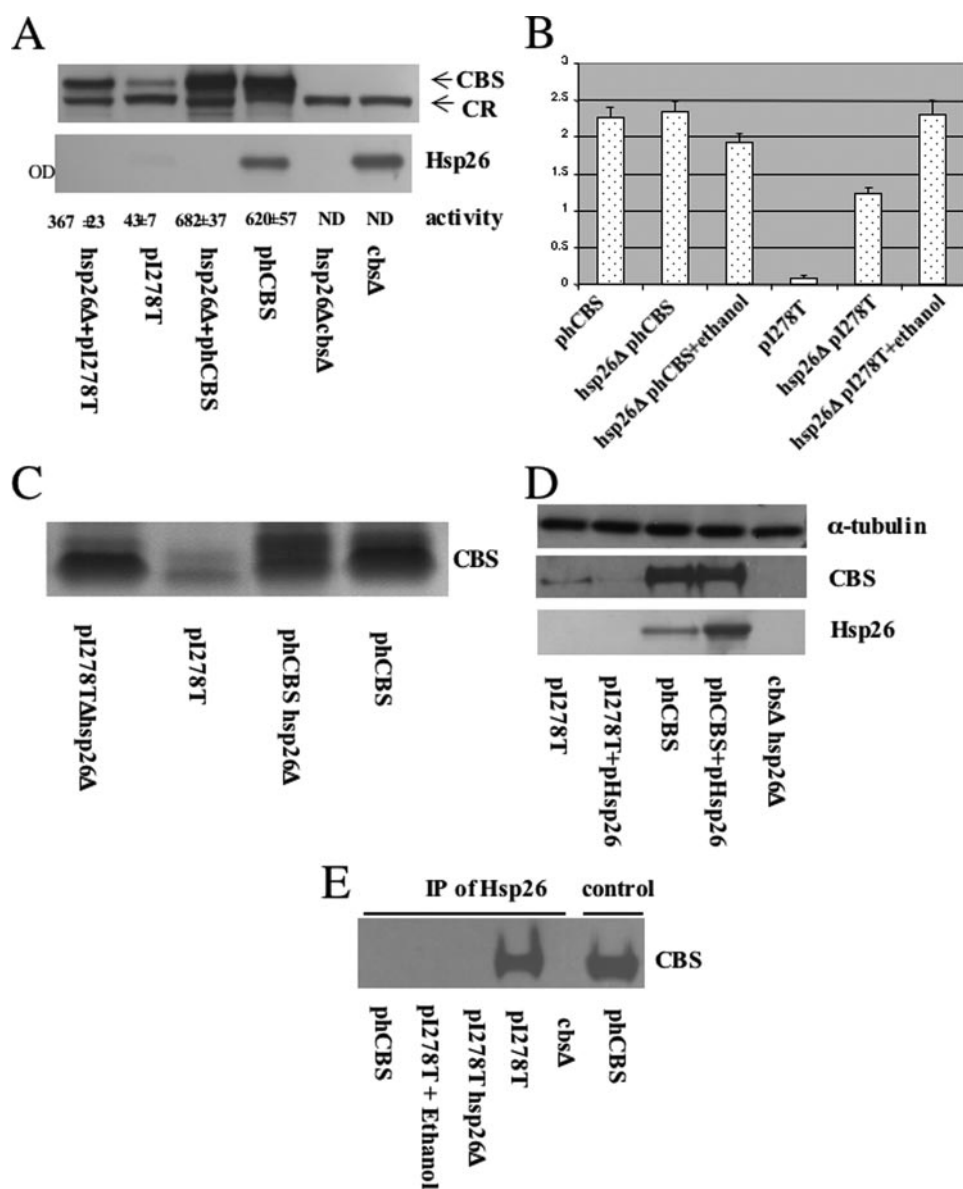 A
CBS
CR
Hsp26
OD
367 ±23 43±7 682±37 620±57 ND ND activity
hsp26Δ+pI278T
pI278T
hsp26Δ+phCBS
phCBS
hsp26Δcbs∆
cbsΔ
B
3
2.5
2
1.5
1
0.5
0
phCBS
hsp26Δ phCBS
hsp26Δ phCBS+ethanol
pI278T
hsp26Δ pI278T
hsp26Δ pI278T+ethanol
C
CBS
pI278TΔhsp26Δ
pI278T
phCBS hsp26Δ
phCBS
D
α-tubulin
CBS
Hsp26
pI278T
pI278T+pHsp26
phCBS
phCBS+pHsp26
cbsΔ hsp26Δ
E
IP of Hsp26 control
CBS
phCBS
pI278T + Ethanol
pI278T hsp26Δ
pI278T
cbsΔ
phCBS